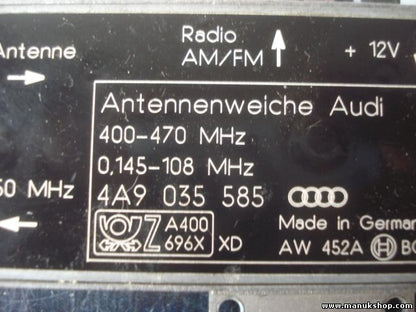 Antenne
Radio
AM/FM
+ 12V
Antennenweiche Audi
400-470 MHz
0,145-108 MHz
50 MHz
4A9 035 585
Z A400
696X XD
Made in German
AW 452A
www.manukshop.com